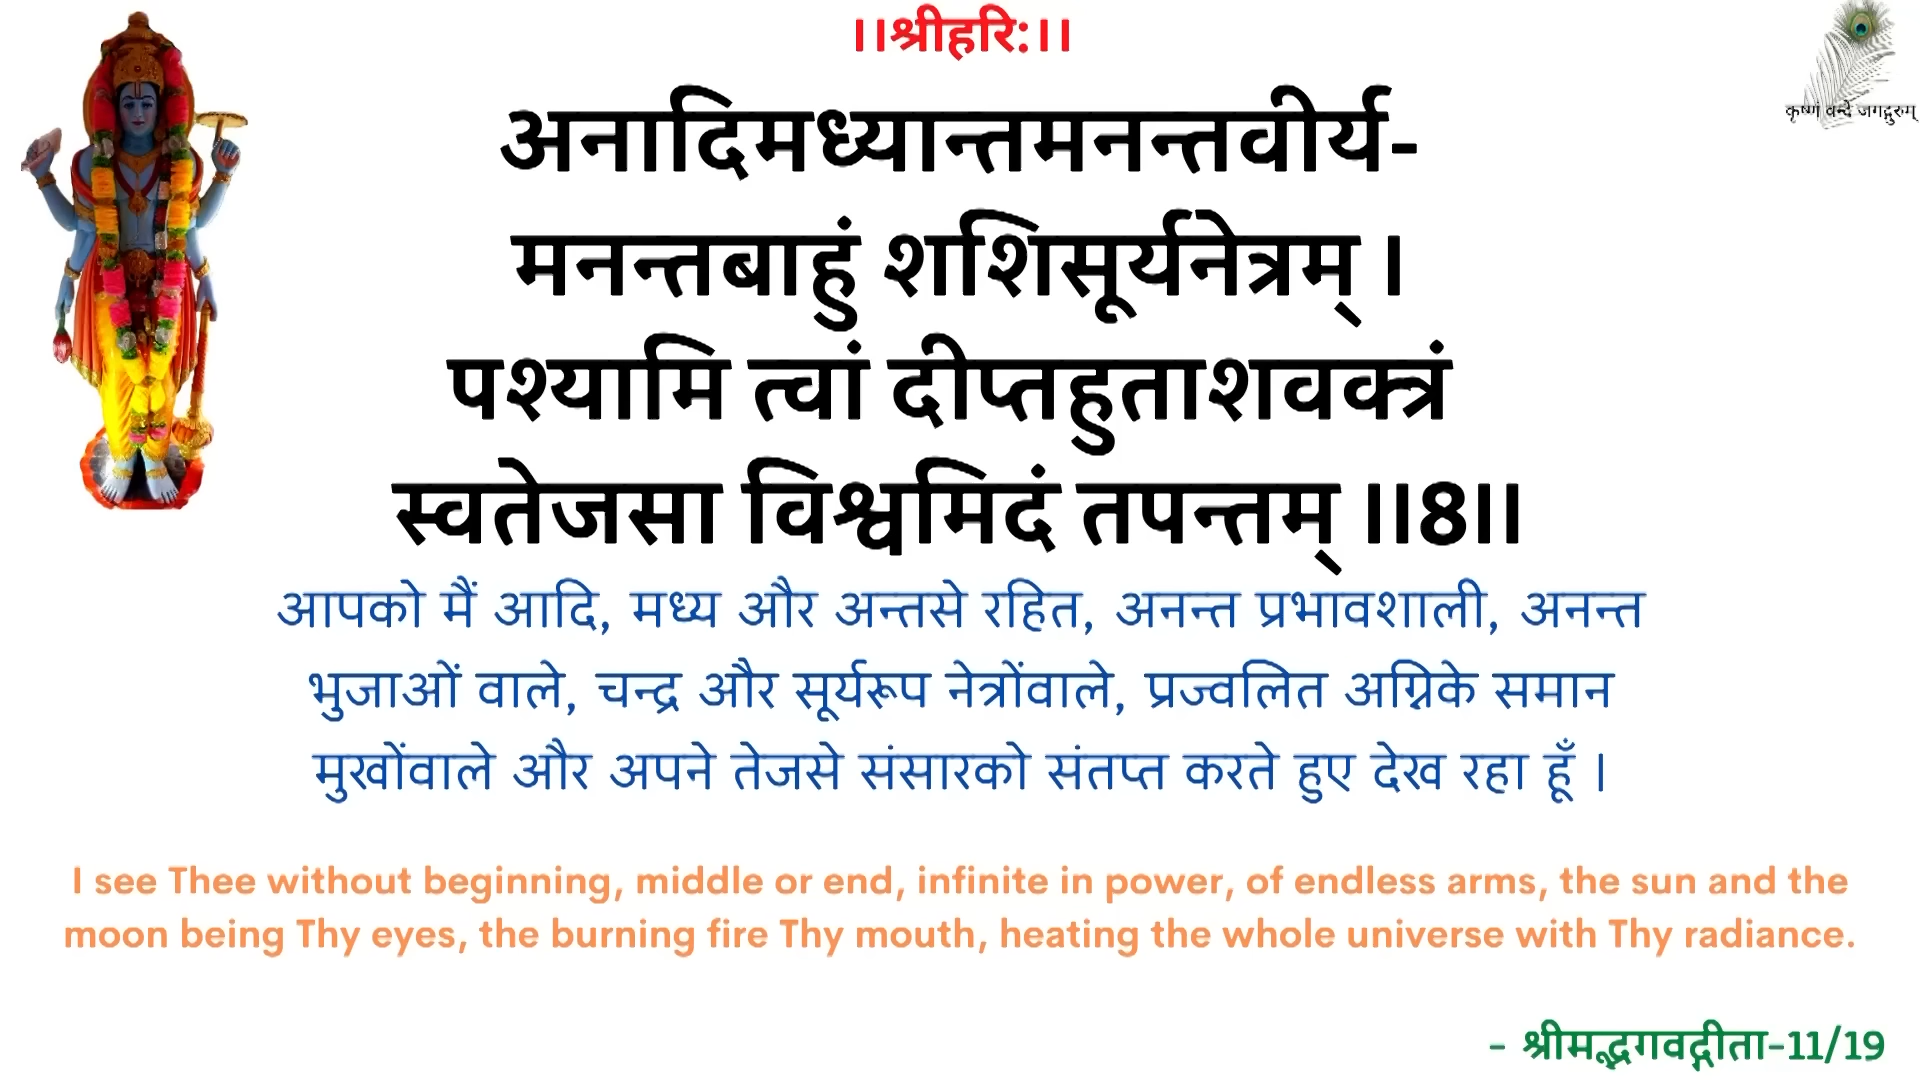 ।।श्रीहरि:।।
कृष्णं वन्दे जगद्गुरुम्
अनादिमध्यान्तमनन्तवीर्य-
मनन्तबाहुं शशिसूर्यनेत्रम् ।
पश्यामि त्वां दीप्तहुताशवक्त्रं
स्वतेजसा विश्वमिदं तपन्तम् ।।8।।
आपको मैं आदि, मध्य और अन्तसे रहित, अनन्त प्रभावशाली, अनन्त
भुजाओं वाले, चन्द्र और सूर्यरूप नेत्रोंवाले, प्रज्वलित अग्निके समान
मुखोंवाले और अपने तेजसे संसारको संतप्त करते हुए देख रहा हूँ ।
I see Thee without beginning, middle or end, infinite in power, of endless arms, the sun and the
moon being Thy eyes, the burning fire Thy mouth, heating the whole universe with Thy radiance.
- श्रीमद्भगवद्गीता-11/19